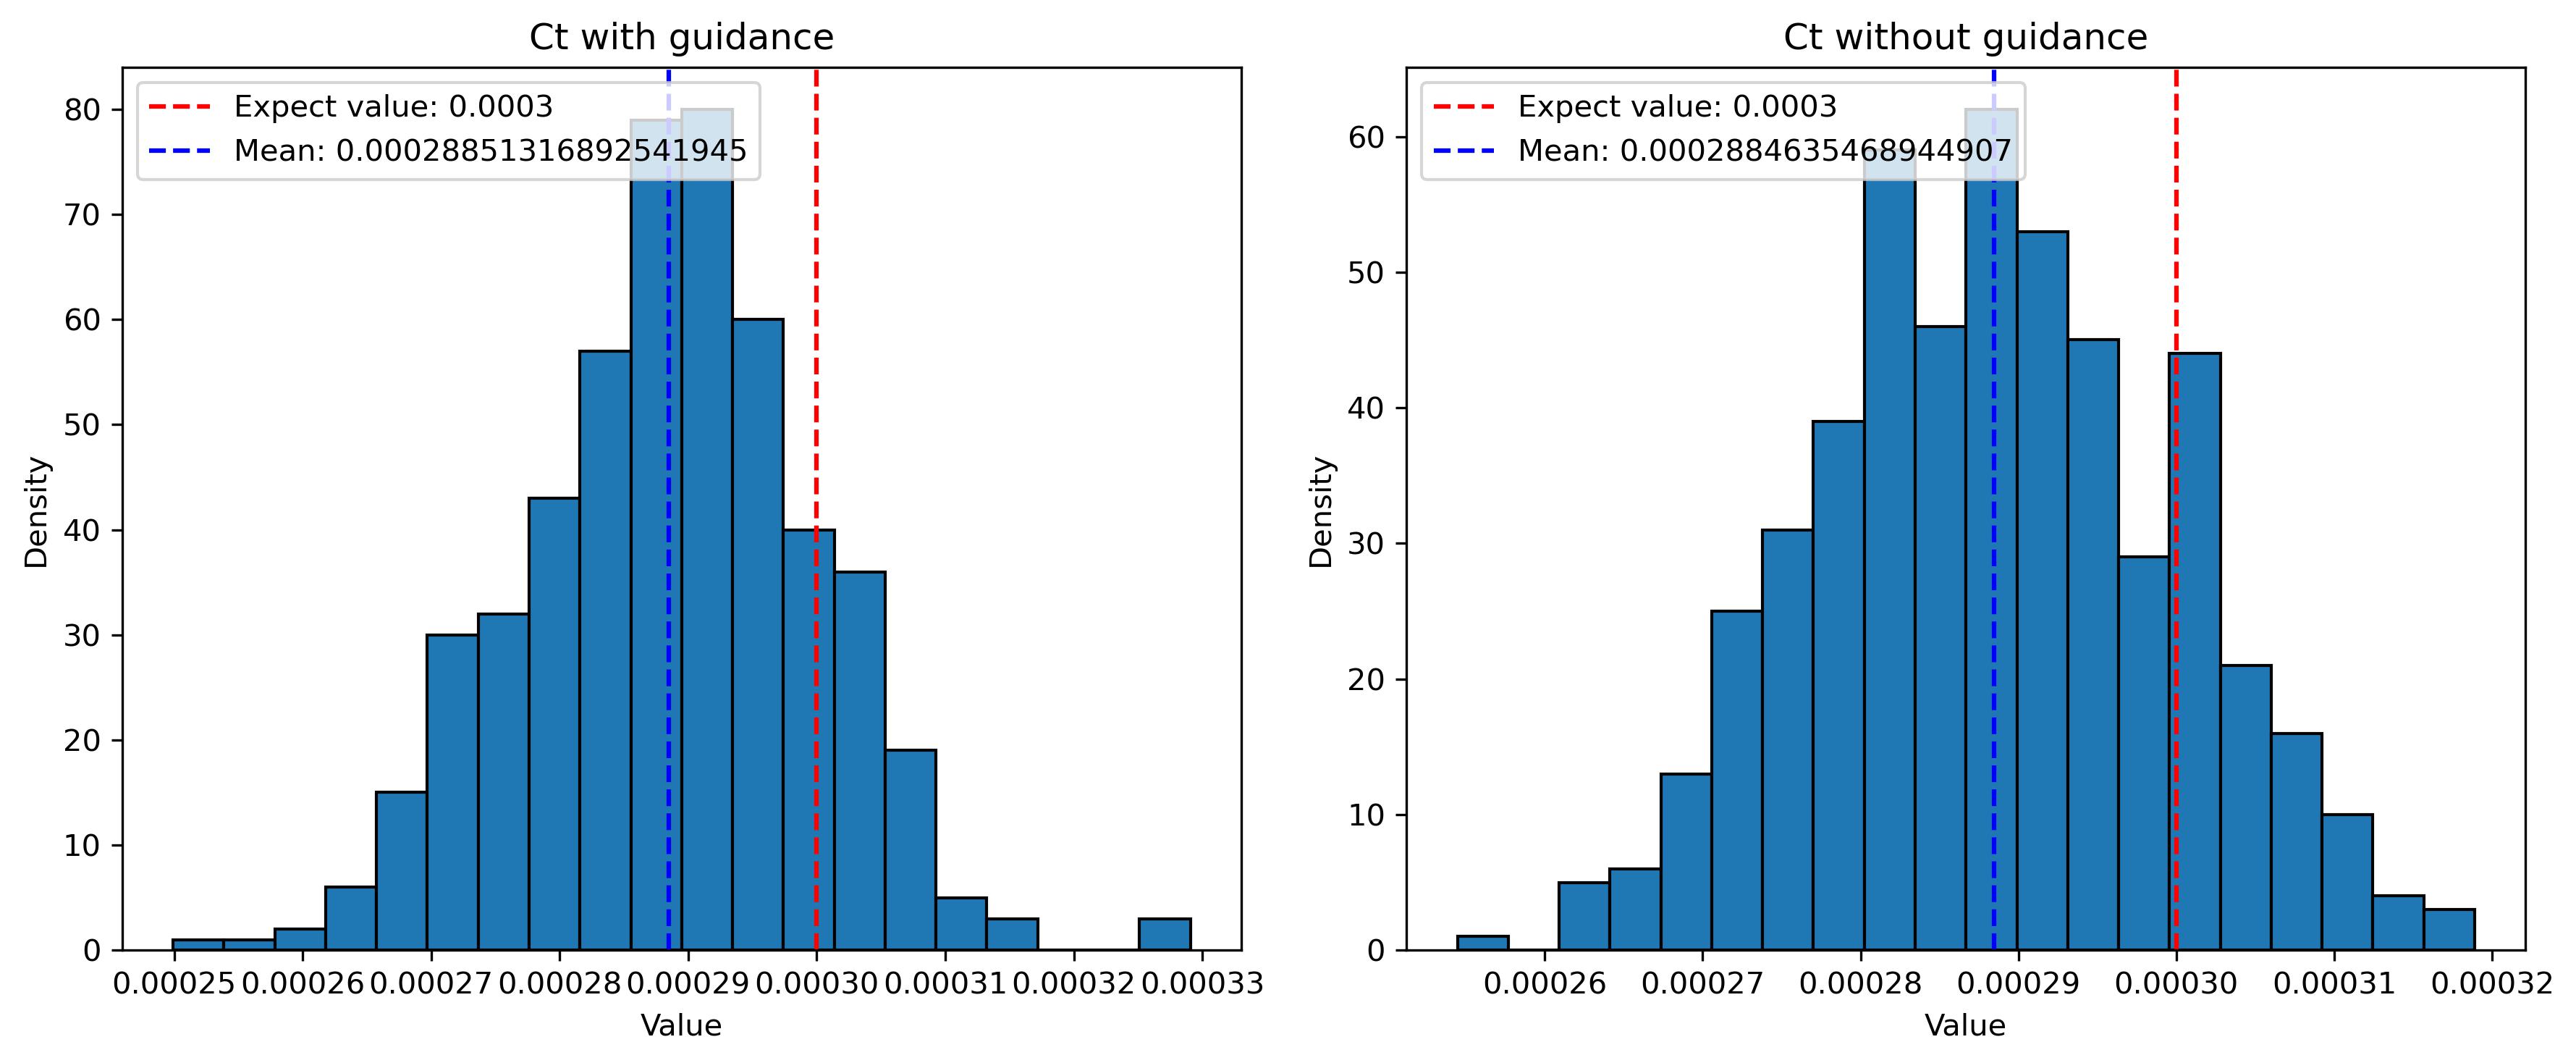 Ct with guidance
Expect value: 0.0003
Mean: 0.00028851316892541945
80
70
60
50
40
30
20
10
0
Density
0.00025 0.00026 0.00027 0.00028 0.00029 0.00030 0.00031 0.00032 0.00033
Value
Ct without guidance
Expect value: 0.0003
Mean: 0.0002884635468944907
60
50
40
30
20
10
0
Density
0.00026 0.00027 0.00028 0.00029 0.00030 0.00031 0.00032
Value